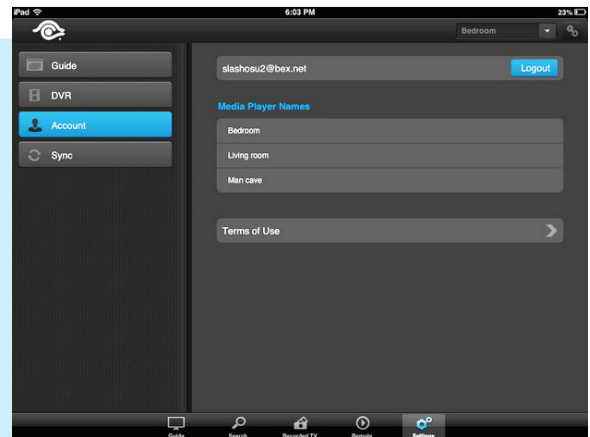 iPad 6:03 PM 23%
Bedroom
Guide
DVR
Account
Sync
slashosu2@bex.net Logout
Media Player Names
Bedroom
Living room
Man cave
Terms of Use
Guide Search Recorded TV Remote Settings